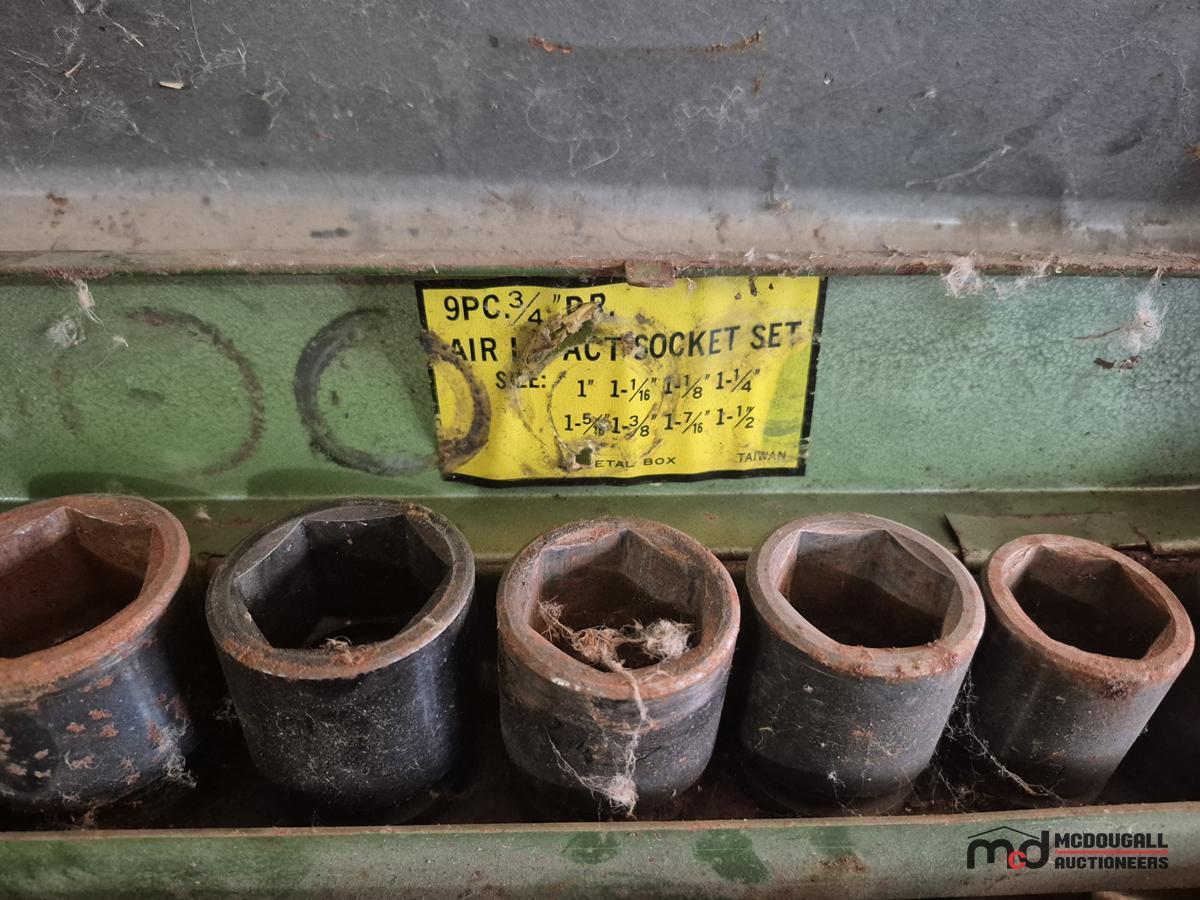 9PC. 3/4" DR.
AIR ACT SOCKET SET
SIZE: 1" 1-1/16" 1-1/8" 1-1/4"
1-5/16" 1-3/8" 1-7/16" 1-1/2
ETAL BOX TAIWAN
mcd MCDOUGALL
AUCTIONEERS